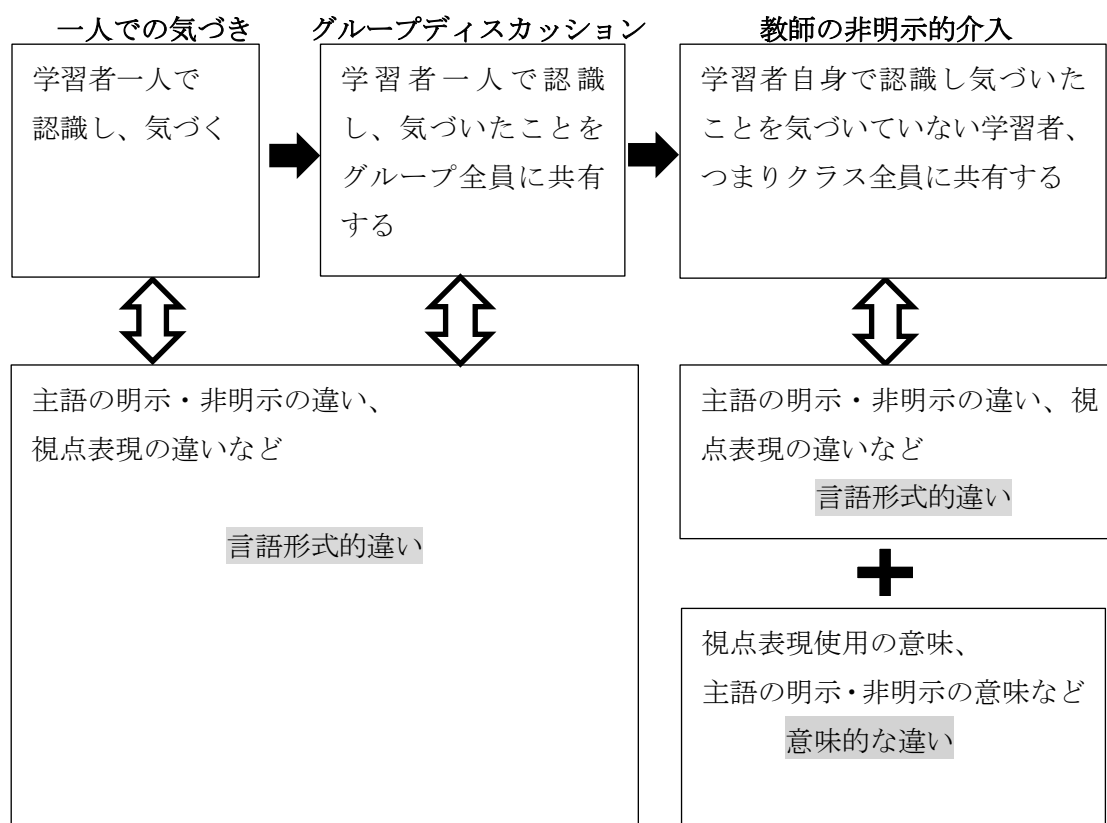 一人での気づき
グループディスカッション
教師の非明示的介入
学習者一人で
認識し、気づく
学習者一人で認識
し、気づいたことを
グループ全員に共有
する
学習者自身で認識し気づいた
ことを気づいていない学習者、
つまりクラス全員に共有する
主語の明示・非明示の違い、
視点表現の違いなど
言語形式的違い
主語の明示・非明示の違い、視
点表現の違いなど
言語形式的違い
視点表現使用の意味、
主語の明示・非明示の意味など
意味的な違い